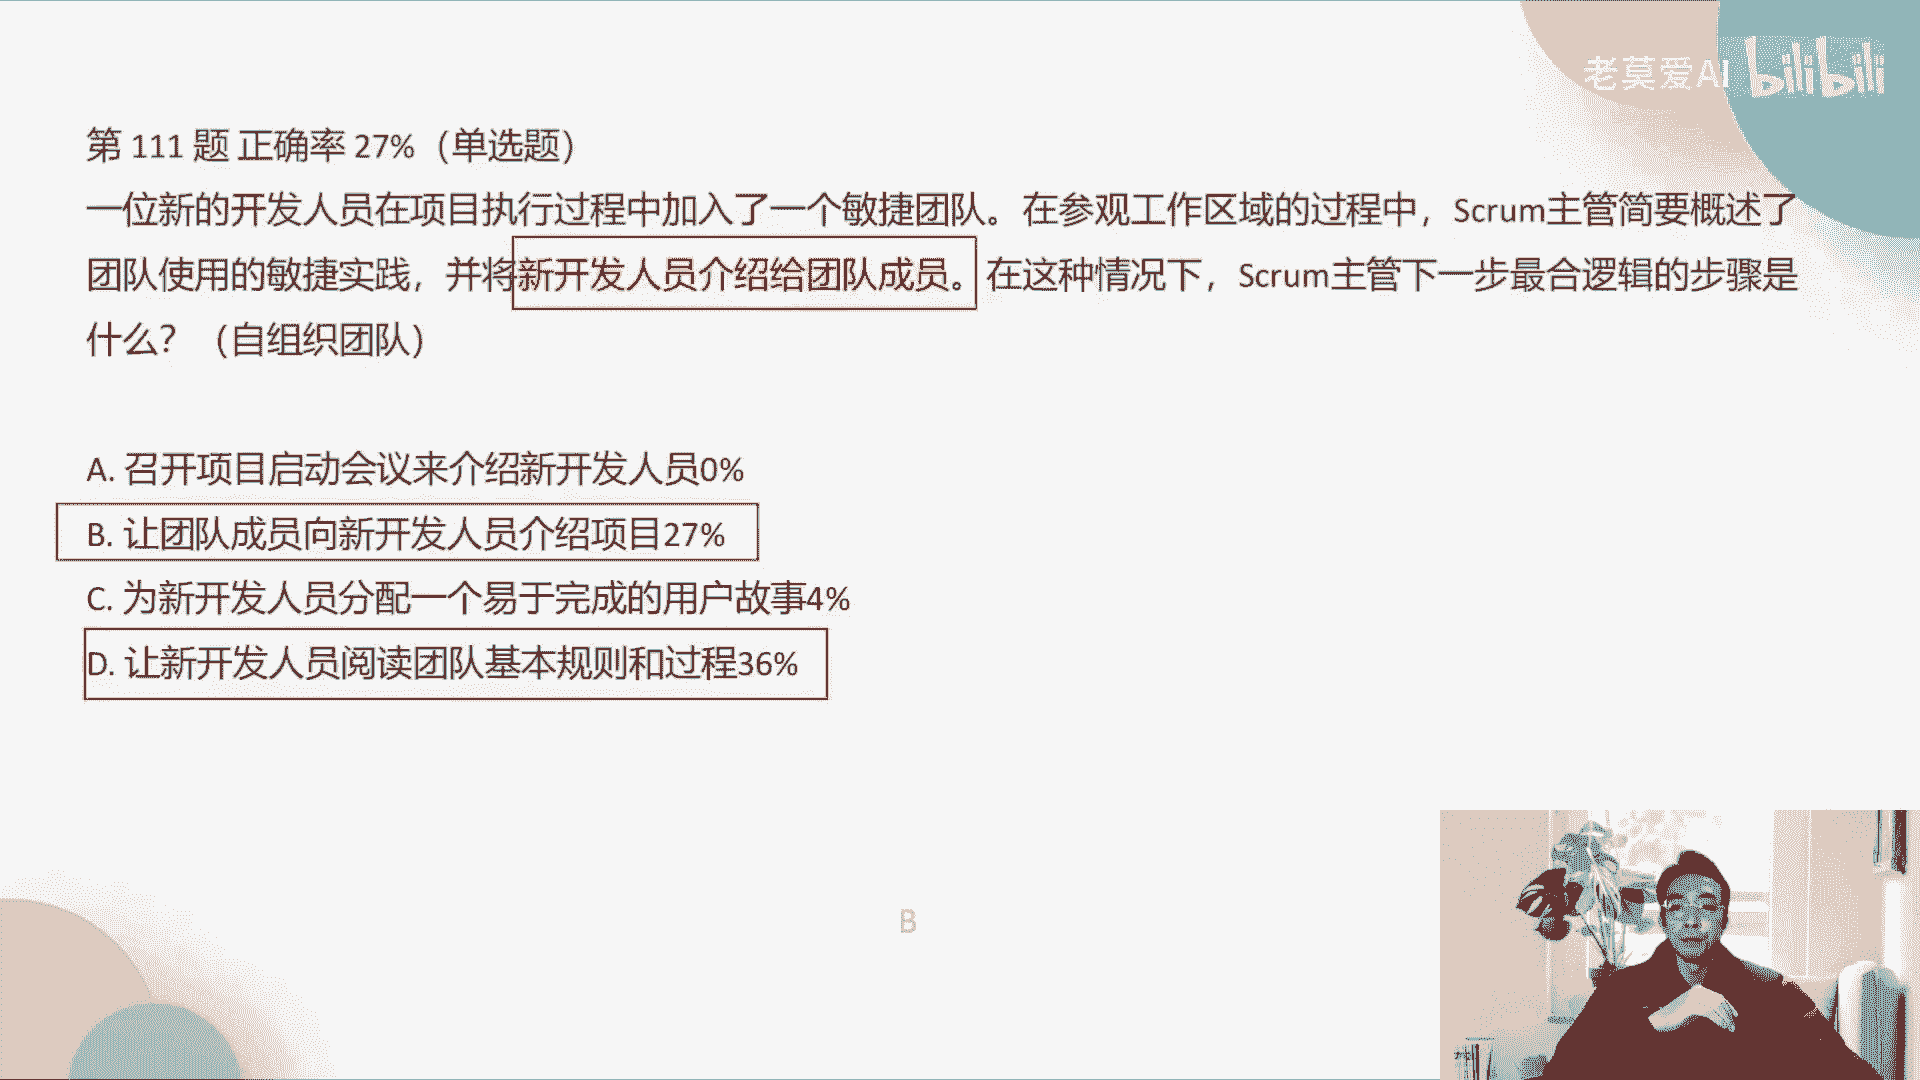 老莫爱AI bilibili
第 111 题 正确率 27%（单选题）
一位新的开发人员在项目执行过程中加入了一个敏捷团队。在参观工作区域的过程中，Scrum主管简要概述了
团队使用的敏捷实践，并将新开发人员介绍给团队成员。在这种情况下，Scrum主管下一步最合逻辑的步骤是
什么？（自组织团队）
A. 召开项目启动会议来介绍新开发人员0%
B. 让团队成员向新开发人员介绍项目27%
C. 为新开发人员分配一个易于完成的用户故事4%
D. 让新开发人员阅读团队基本规则和过程36%
B